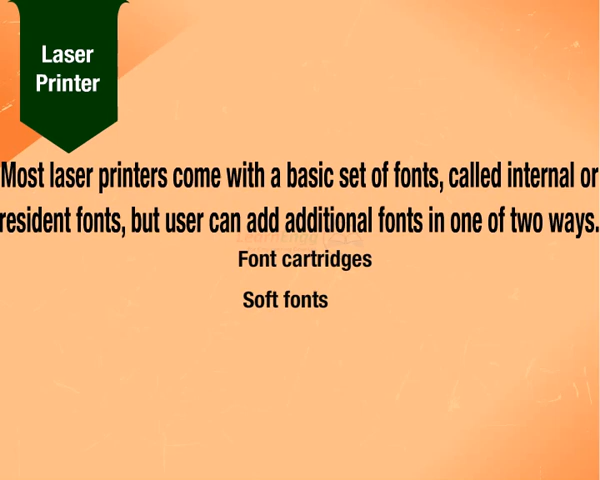 Laser
Printer
Most laser printers come with a basic set of fonts, called internal or
resident fonts, but user can add additional fonts in one of two ways.
Font cartridges
Soft fonts